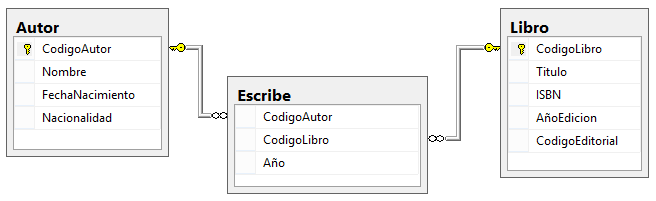 Autor
CodigoAutor
Nombre
FechaNacimiento
Nacionalidad
Escribe
CodigoAutor
CodigoLibro
Año
Libro
CodigoLibro
Titulo
ISBN
AñoEdicion
CodigoEditorial